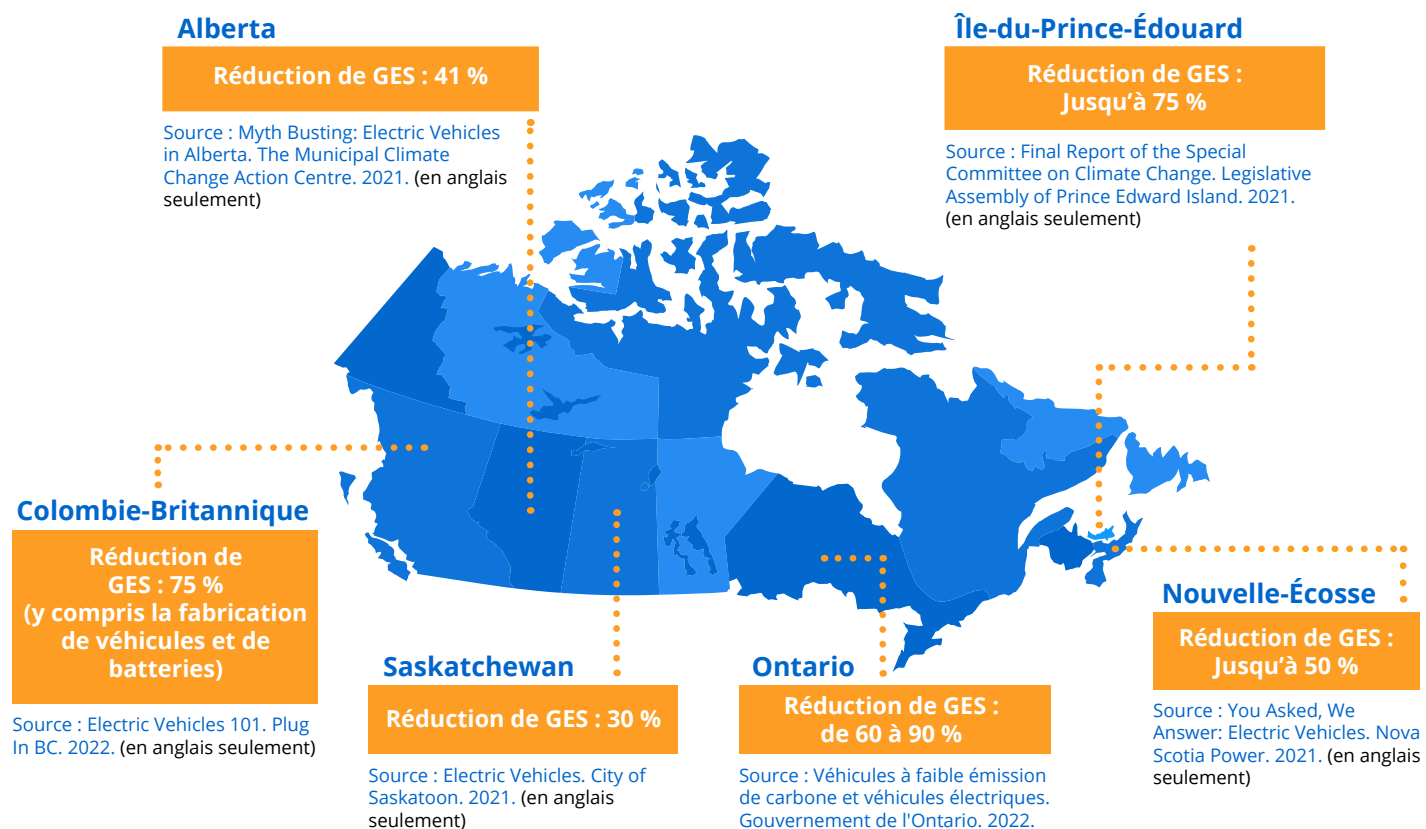 Alberta
Réduction de GES : 41 %
Source : Myth Busting: Electric Vehicles
in Alberta. The Municipal Climate
Change Action Centre. 2021. (en anglais
seulement)
Île-du-Prince-Édouard
Réduction de GES :
Jusqu’à 75 %
Source : Final Report of the Special
Committee on Climate Change. Legislative
Assembly of Prince Edward Island. 2021.
(en anglais seulement)
Colombie-Britannique
Réduction de
GES : 75 %
(y compris la fabrication
de véhicules et de
batteries)
Source : Electric Vehicles 101. Plug
In BC. 2022. (en anglais seulement)
Saskatchewan
Réduction de GES : 30 %
Source : Electric Vehicles. City of
Saskatoon. 2021. (en anglais
seulement)
Ontario
Réduction de GES :
de 60 à 90 %
Source : Véhicules à faible émission
de carbone et véhicules électriques.
Gouvernement de l'Ontario. 2022.
Nouvelle-Écosse
Réduction de GES :
Jusqu’à 50 %
Source : You Asked, We
Answer: Electric Vehicles. Nova
Scotia Power. 2021. (en anglais
seulement)